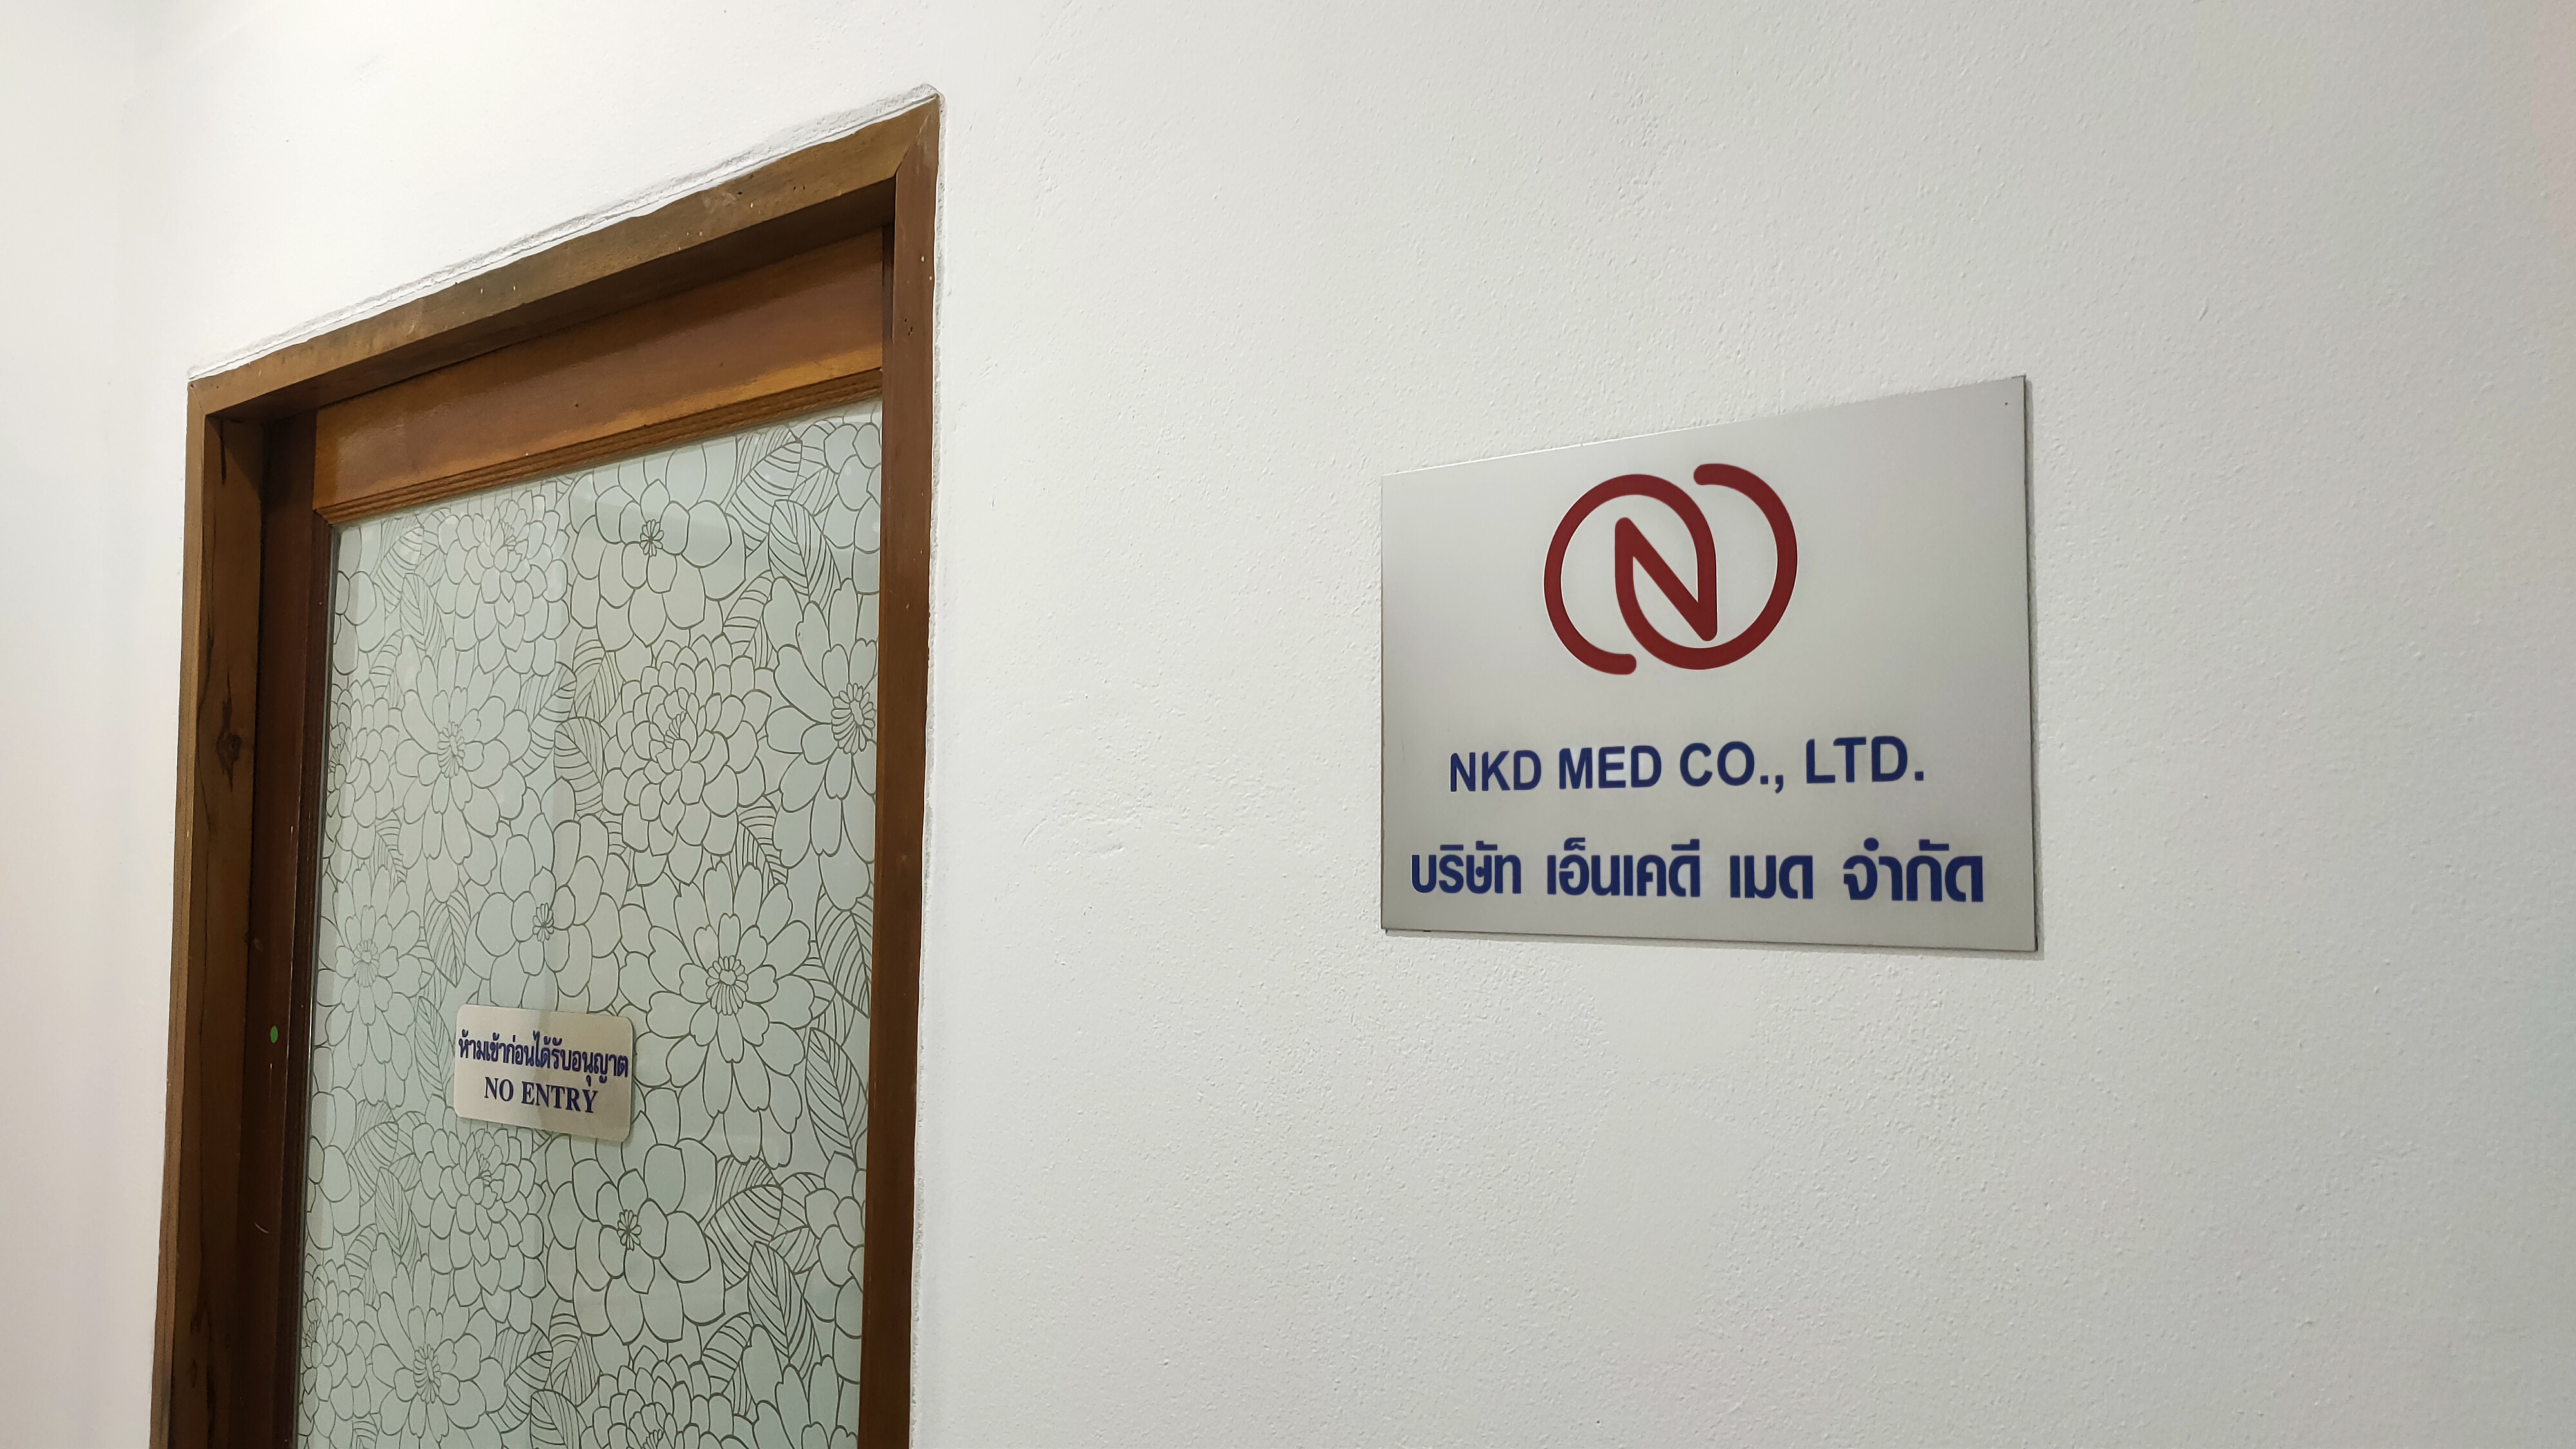 ห้ามเข้าก่อนได้รับอนุญาต
NO ENTRY
N
NKD MED CO., LTD.
บริษัท เอ็นเคดี เมด จำกัด